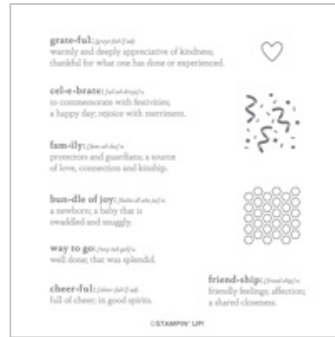 grate·ful:
warmly and deeply appreciative of kindness;
thankful for what one has done or experienced.
cel·e·brate:
to commemorate with festivities;
a happy day; rejoice with merriment.
fam·ily:
protectors and guardians; a source
of love, connection and kinship.
bun·dle of joy:
a newborn; a baby that is
swaddled and snuggly.
way to go:
well done; that was splendid.
cheer·ful:
full of cheer; in good spirits.
friend·ship:
friendly feelings; affection;
a shared closeness.
©STAMPIN' UP!